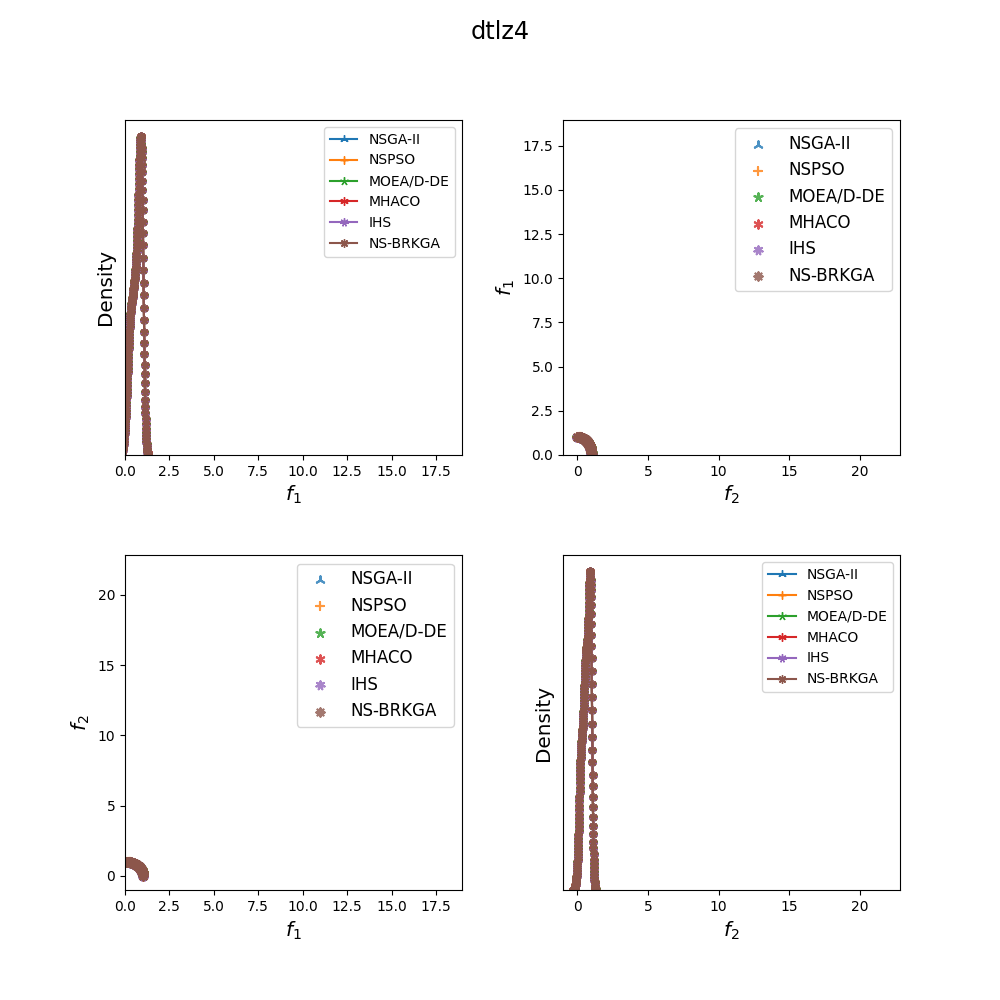 dtlz4
Density
NSGA-II
NSPSO
MOEA/D-DE
MHACO
IHS
NS-BRKGA
0.0 2.5 5.0 7.5 10.0 12.5 15.0 17.5
f1
f1
17.5
15.0
12.5
10.0
7.5
5.0
2.5
0.0
NSGA-II
NSPSO
MOEA/D-DE
MHACO
IHS
NS-BRKGA
0 5 10 15 20
f2
f2
20
15
10
5
0
NSGA-II
NSPSO
MOEA/D-DE
MHACO
IHS
NS-BRKGA
0.0 2.5 5.0 7.5 10.0 12.5 15.0 17.5
f1
Density
NSGA-II
NSPSO
MOEA/D-DE
MHACO
IHS
NS-BRKGA
0 5 10 15 20
f2